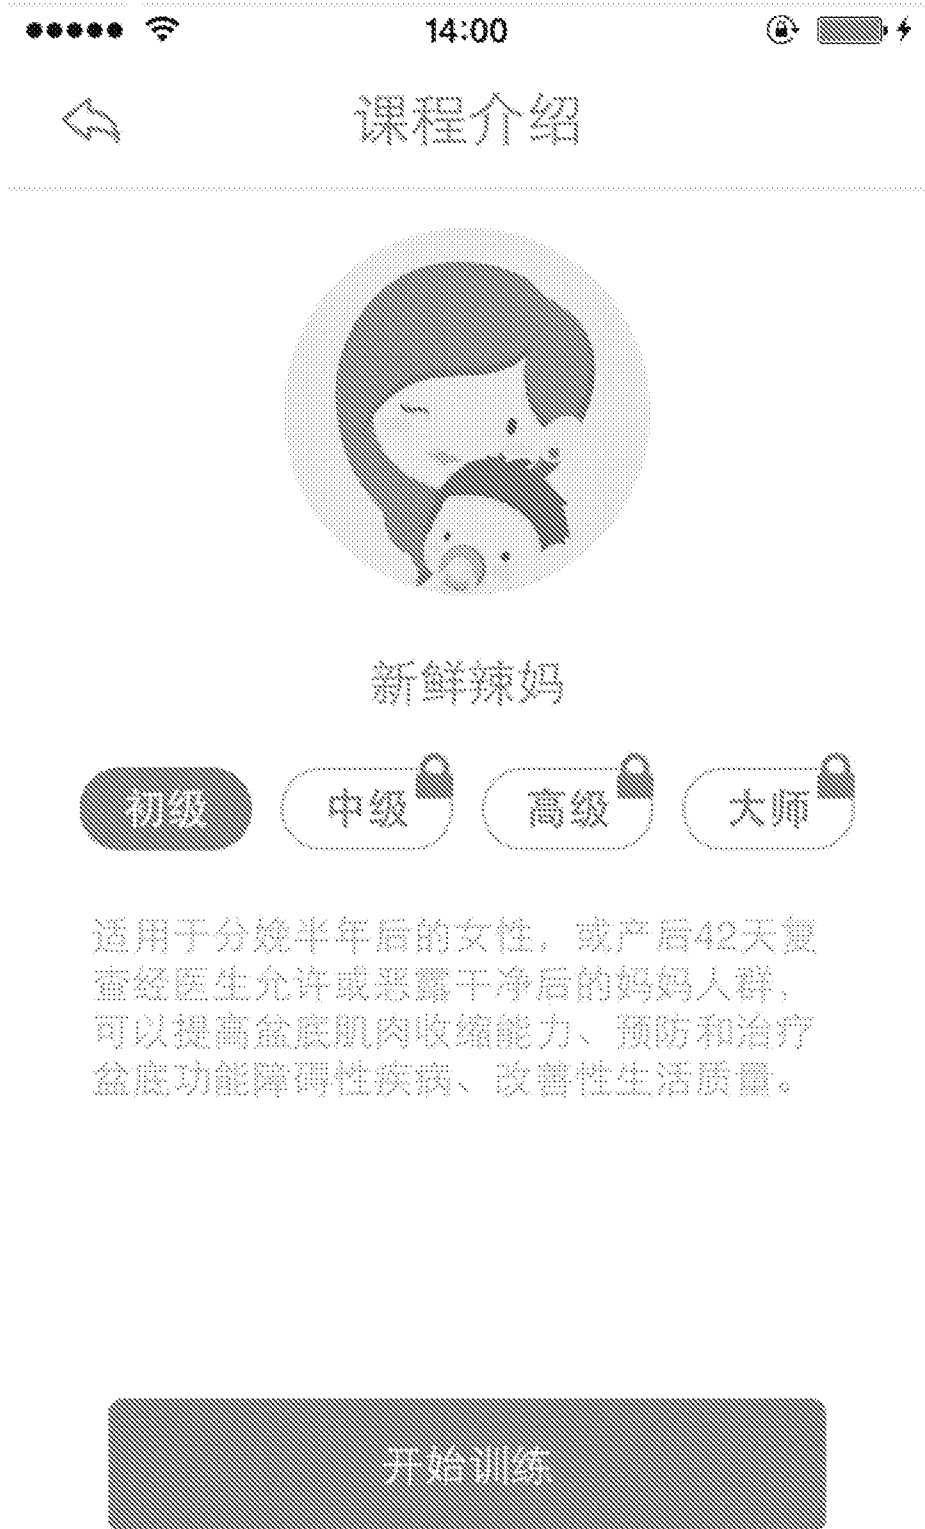 14:00
课程介绍
新鲜辣妈
初级 中级 高级 大师
适用于分娩半年后的女性，或产后42天复
查经医生允许或恶露干净后的妈妈人群，
可以提高盆底肌肉收缩能力、预防和治疗
盆底功能障碍性疾病、改善性生活质量。
开始训练